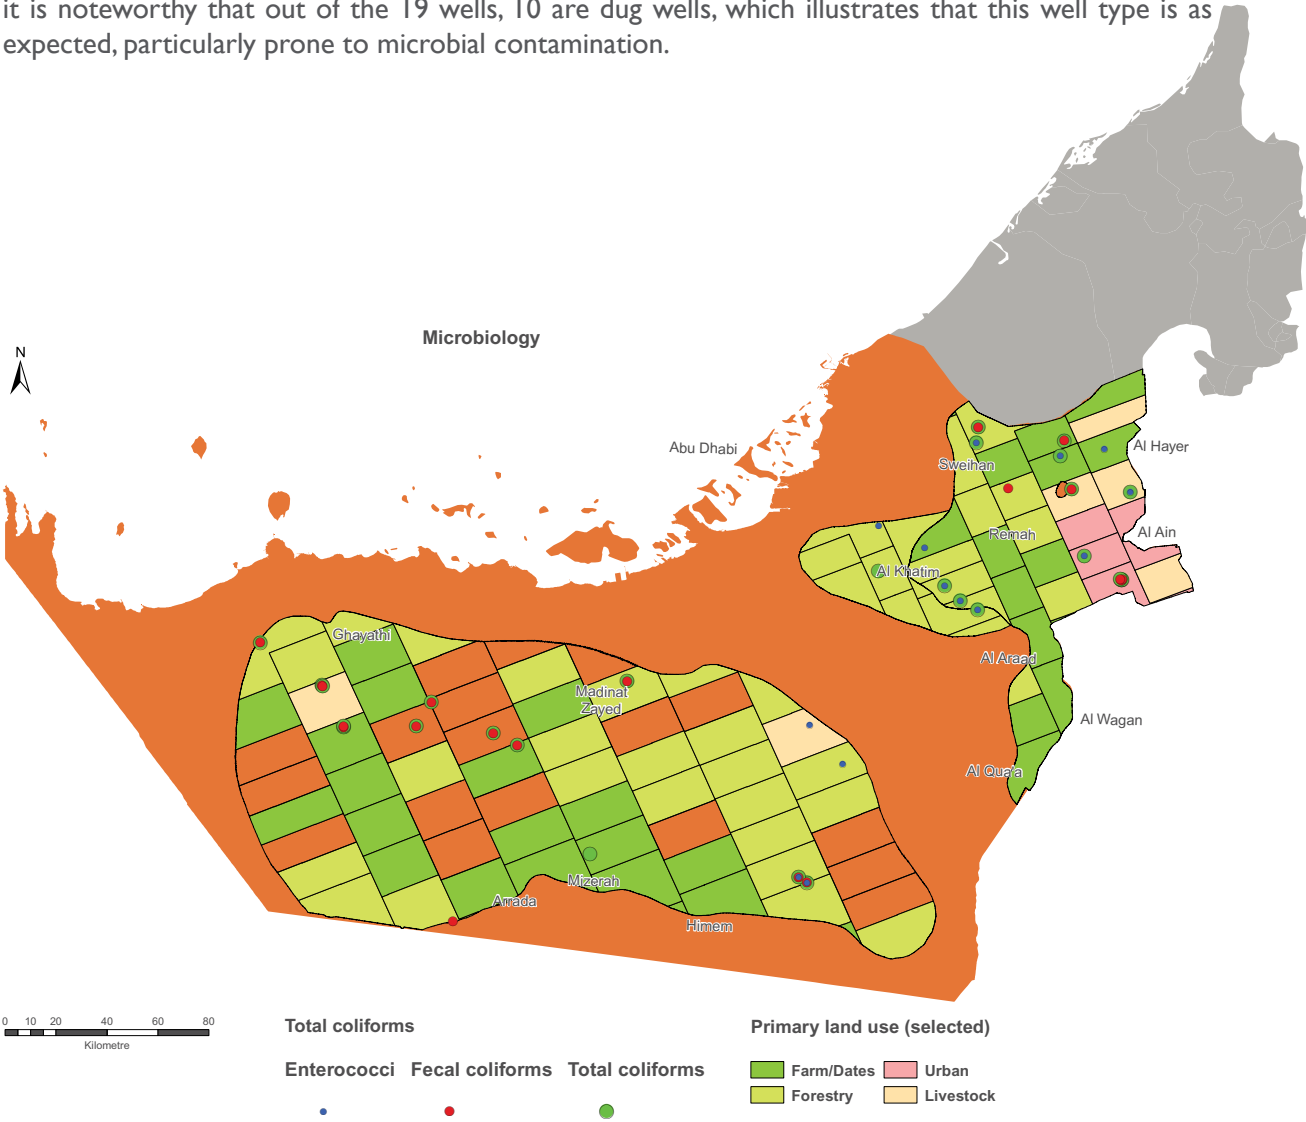 it is noteworthy that out of the 19 wells, 10 are dug wells, which illustrates that this well type is as
expected, particularly prone to microbial contamination.
Microbiology
N
Abu Dhabi
Al Hayer
Sweihan
Al Ain
Remah
Al Khatim
Ghayathi
Al Araad
Madinat
Zayed
Al Wagan
Al Qua'a
Mizerah
Arrada
Himem
0 10 20 40 60 80
Kilometre
Total coliforms
Enterococci Fecal coliforms Total coliforms
Primary land use (selected)
Farm/Dates Urban
Forestry Livestock